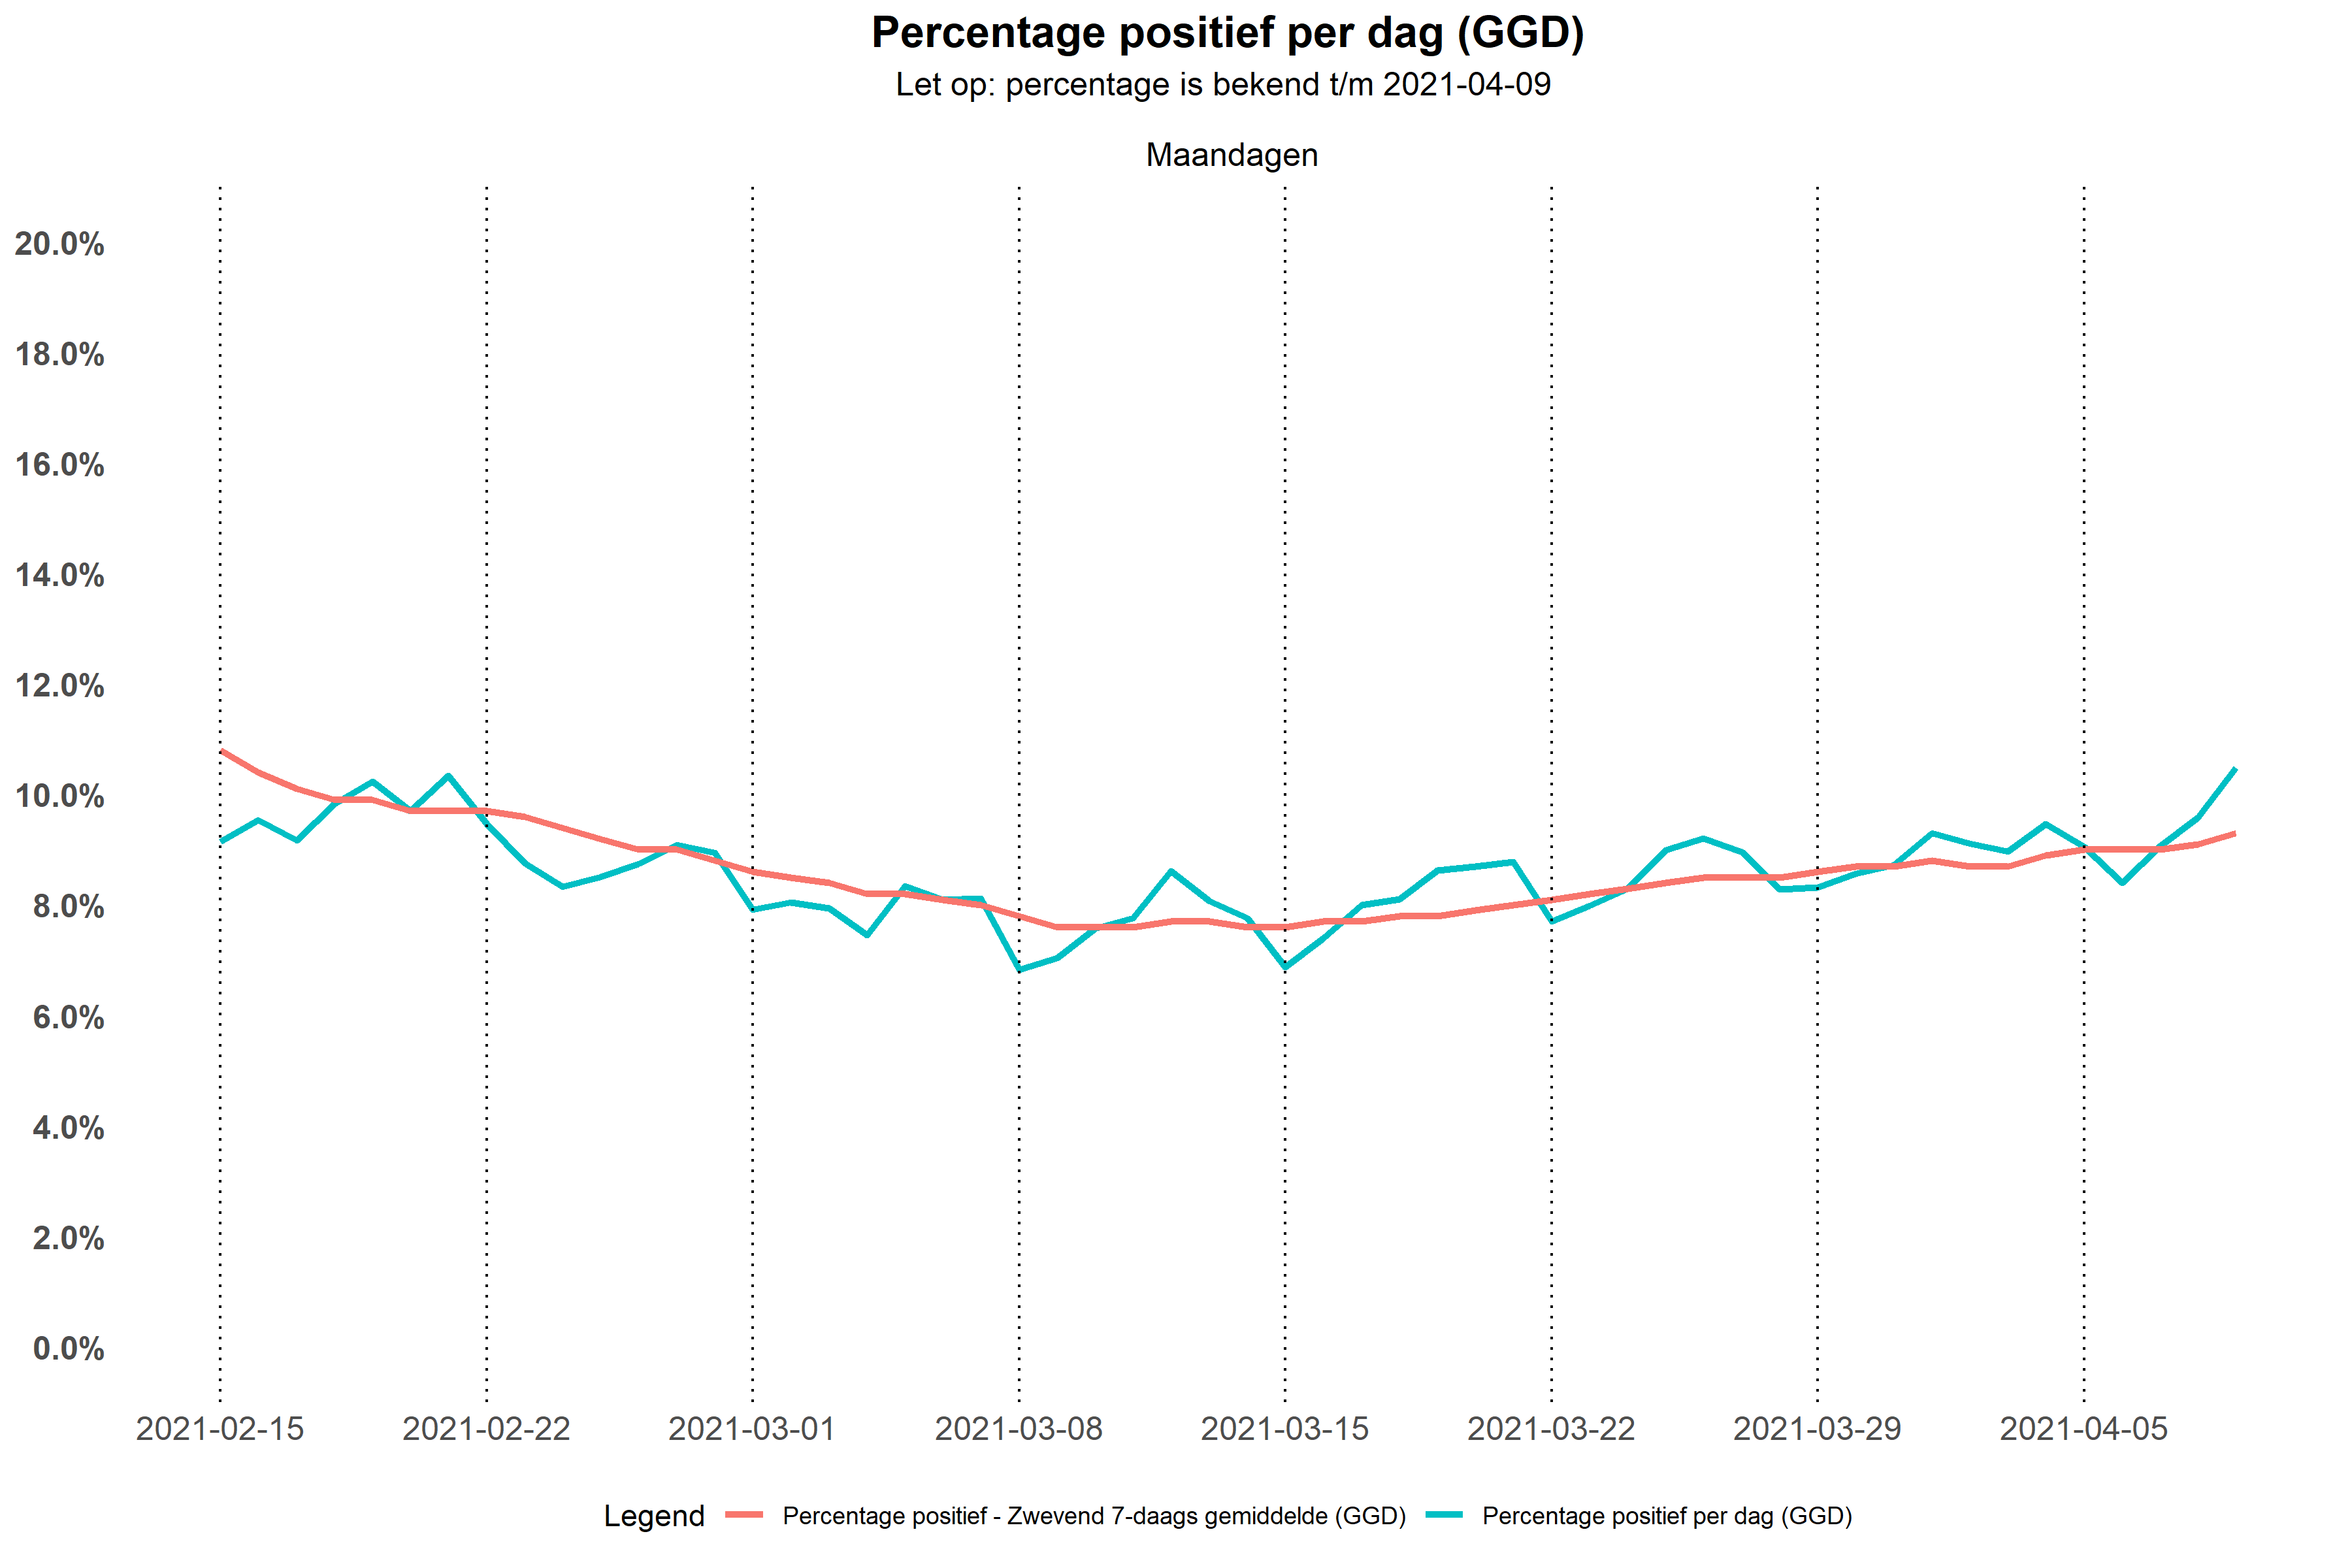 Percentage positief per dag (GGD)
Let op: percentage is bekend t/m 2021-04-09
Maandagen
20.0%
18.0%
16.0%
14.0%
12.0%
10.0%
8.0%
6.0%
4.0%
2.0%
0.0%
2021-02-15 2021-02-22 2021-03-01 2021-03-08 2021-03-15 2021-03-22 2021-03-29 2021-04-05
Legend Percentage positief - Zwevend 7-daags gemiddelde (GGD) Percentage positief per dag (GGD)